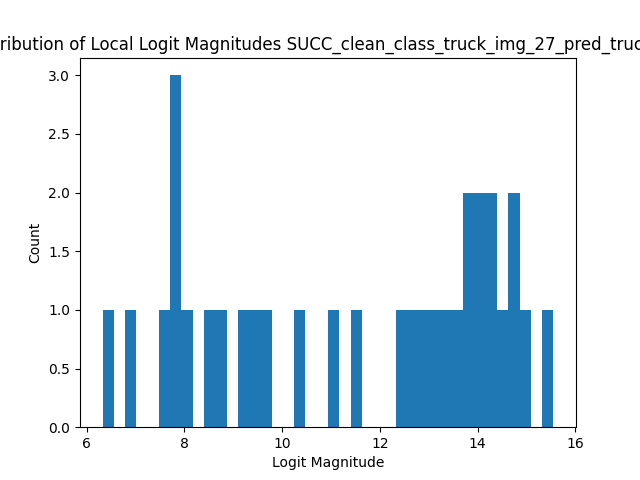 ribution of Local Logit Magnitudes SUCC_clean_class_truck_img_27_pred_truc
3.0
2.5
2.0
1.5
1.0
0.5
0.0
Count
6 8 10 12 14 16
Logit Magnitude